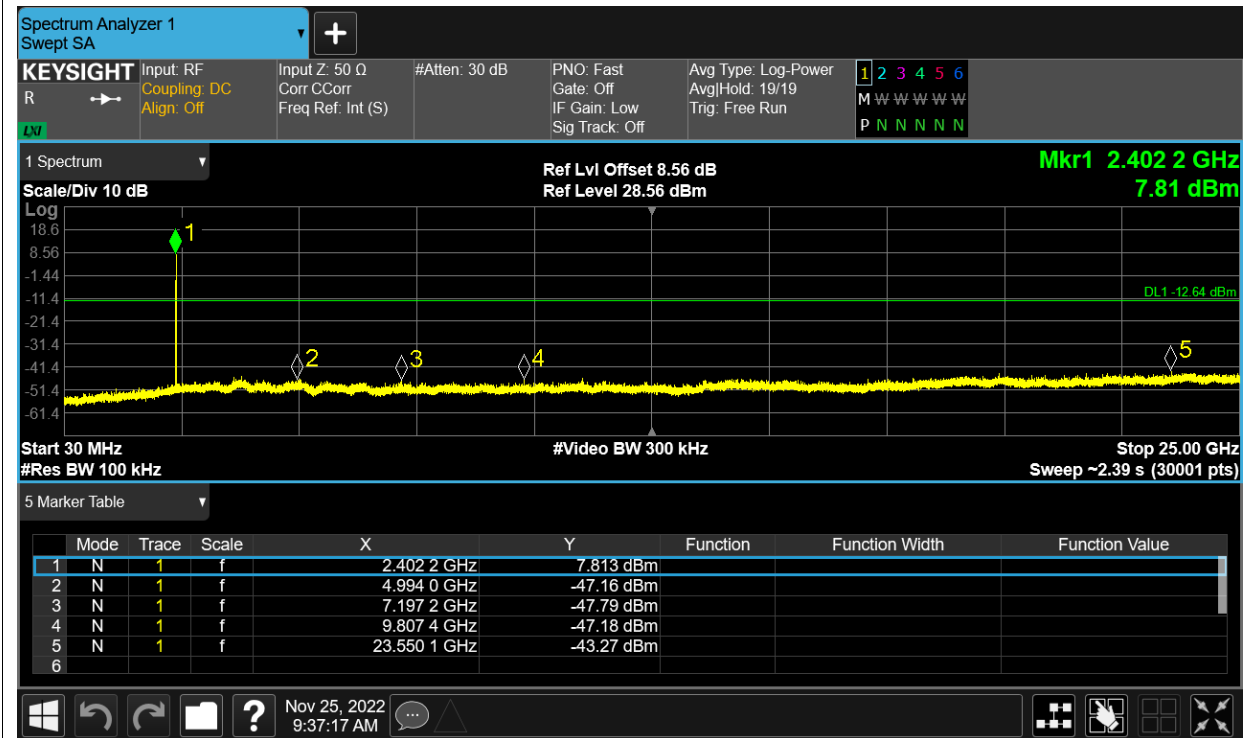 Spectrum Analyzer 1
Swept SA
+
KEYSIGHT
R
LXI
Input: RF
Coupling: DC
Align: Off
Input Z: 50 Ω
Corr CCorr
Freq Ref: Int (S)
#Atten: 30 dB
PNO: Fast
Gate: Off
IF Gain: Low
Sig Track: Off
Avg Type: Log-Power
Avg|Hold: 19/19
Trig: Free Run
1 2 3 4 5 6
M W W W W W
P N N N N N
1 Spectrum
Scale/Div 10 dB
Ref Lvl Offset 8.56 dB
Ref Level 28.56 dBm
Mkr1 2.402 2 GHz
7.81 dBm
Log
18.6
8.56
-1.44
-11.4
-21.4
-31.4
-41.4
-51.4
-61.4
1
2
3
4
5
DL1 -12.64 dBm
Start 30 MHz
#Video BW 300 kHz
Stop 25.00 GHz
#Res BW 100 kHz
Sweep ~2.39 s (30001 pts)
5 Marker Table
Mode Trace Scale X Y Function Function Width Function Value
1 N 1 f 2.402 2 GHz 7.813 dBm
2 N 1 f 4.994 0 GHz -47.16 dBm
3 N 1 f 7.197 2 GHz -47.79 dBm
4 N 1 f 9.807 4 GHz -47.18 dBm
5 N 1 f 23.550 1 GHz -43.27 dBm
6
?
Nov 25, 2022
9:37:17 AM